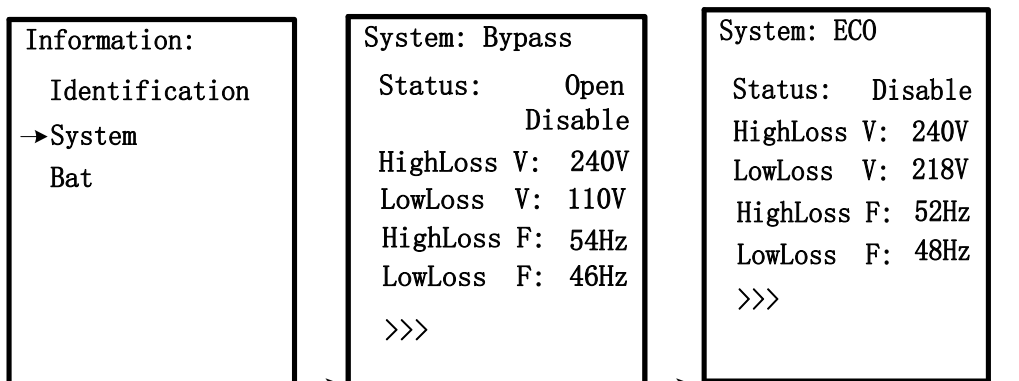 Information:
Identification
→System
Bat
System: Bypass
Status: Open
Disable
HighLoss V: 240V
LowLoss V: 110V
HighLoss F: 54Hz
LowLoss F: 46Hz
>>>
System: ECO
Status: Disable
HighLoss V: 240V
LowLoss V: 218V
HighLoss F: 52Hz
LowLoss F: 48Hz
>>>